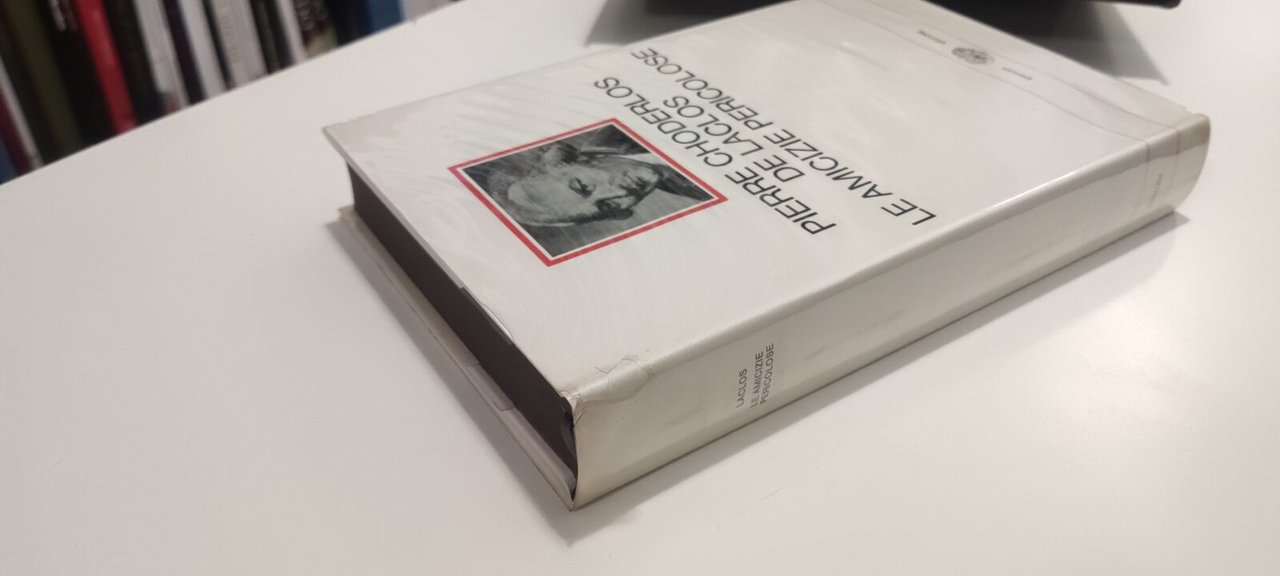 PIERRE CHODERLOS
DE LACLOS
LE AMICIZIE PERICOLOSE
LACLOS
LE AMICIZIE
PERICOLOSE